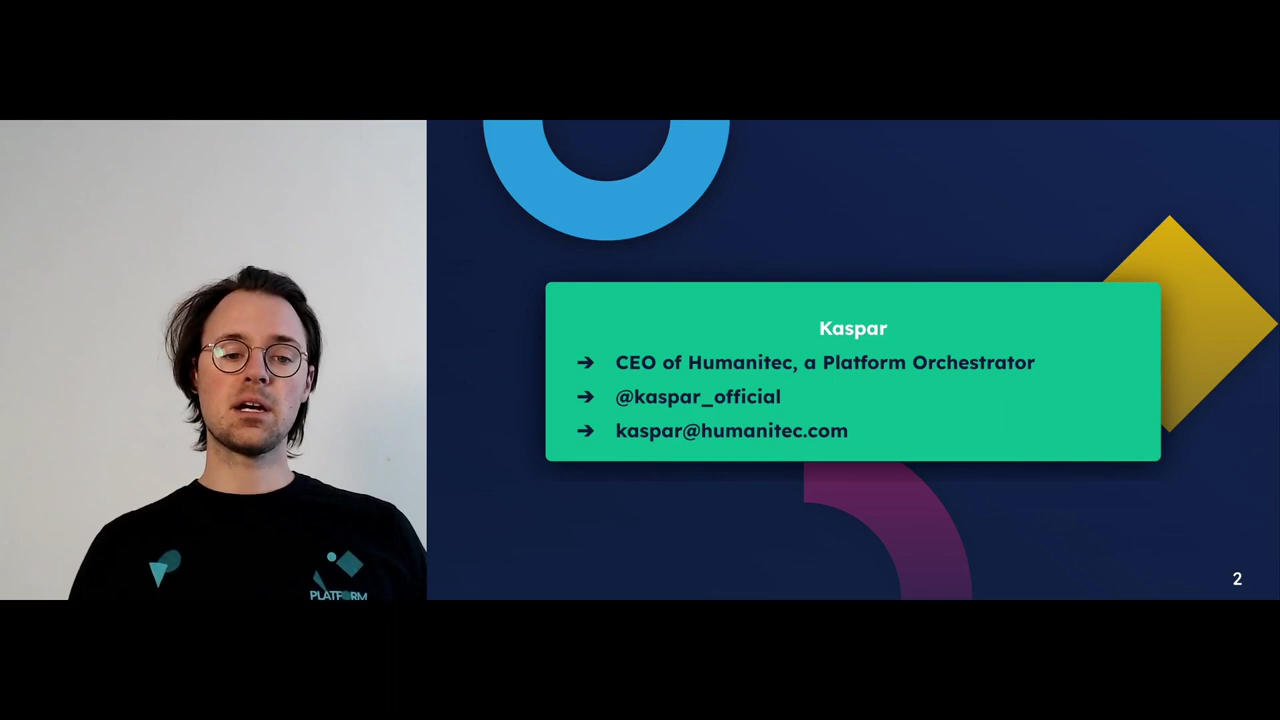 Kaspar
➔ CEO of Humanitec, a Platform Orchestrator
➔ @kaspar_official
➔ kaspar@humanitec.com
PLATFORM
2